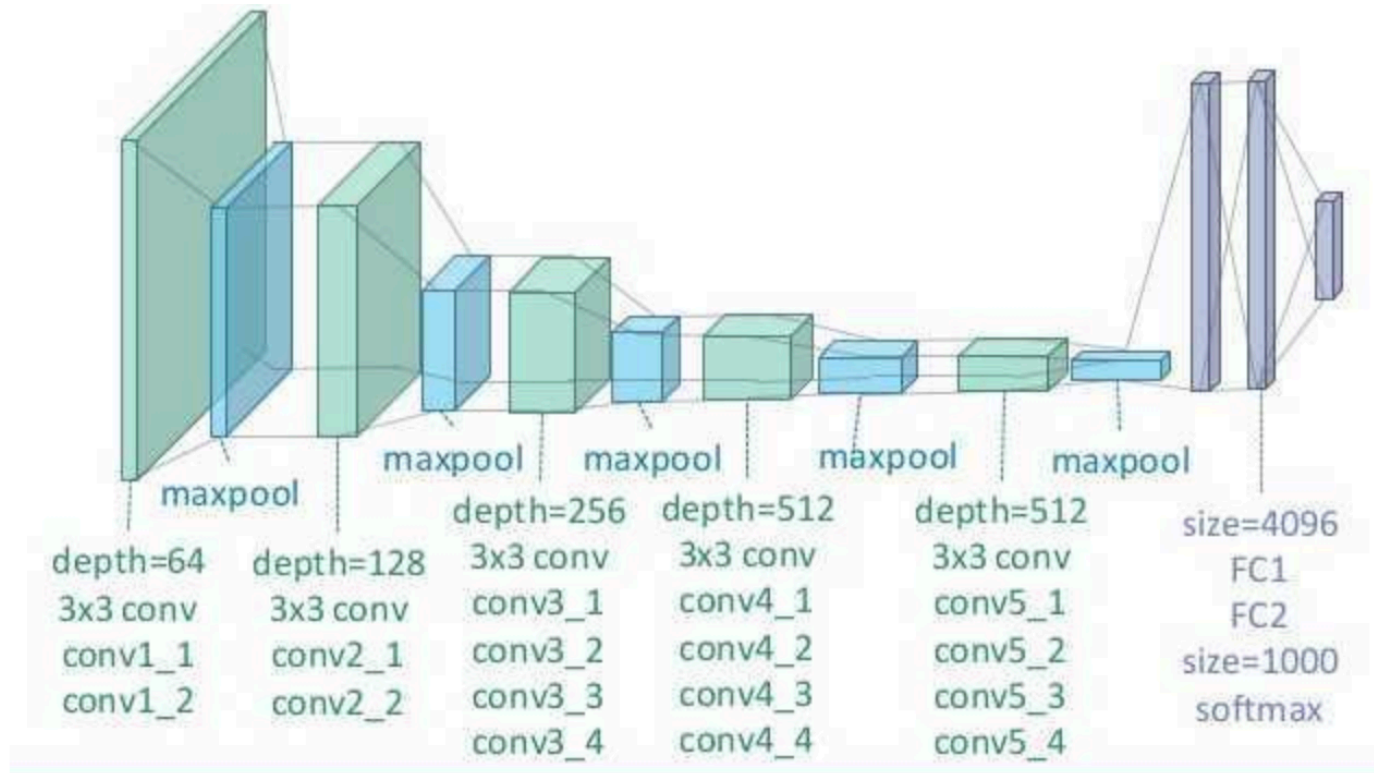 maxpool
depth=64
3x3 conv
conv1_1
conv1_2
depth=128
3x3 conv
conv2_1
conv2_2
maxpool
depth=256
3x3 conv
conv3_1
conv3_2
conv3_3
conv3_4
maxpool
depth=512
3x3 conv
conv4_1
conv4_2
conv4_3
conv4_4
maxpool
depth=512
3x3 conv
conv5_1
conv5_2
conv5_3
conv5_4
maxpool
size=4096
FC1
FC2
size=1000
softmax